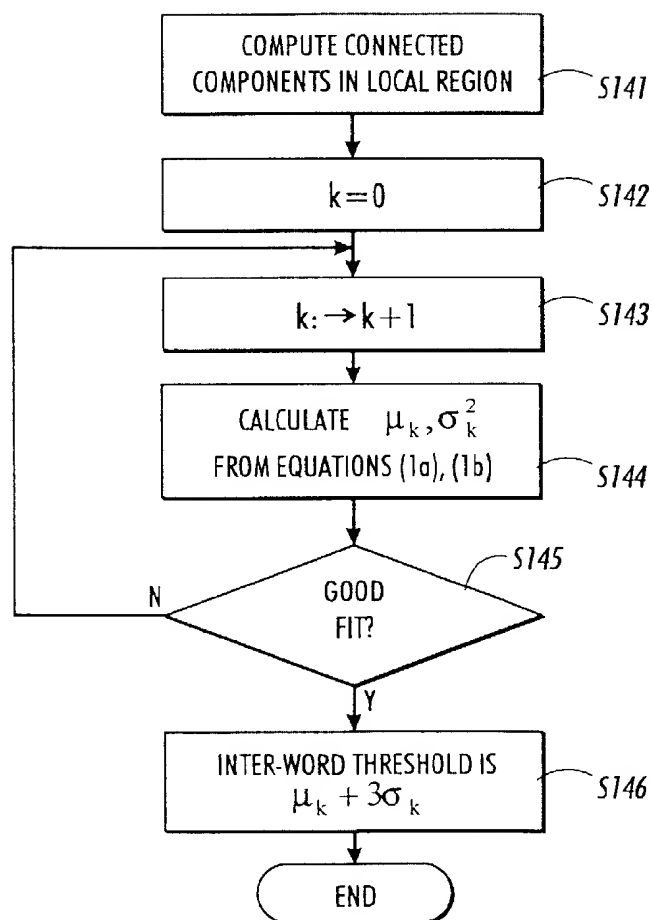 COMPUTE CONNECTED
COMPONENTS IN LOCAL REGION
S141
k=0
S142
k:→k+1
S143
CALCULATE μₖ,σₖ²
FROM EQUATIONS (1a), (1b)
S144
S145
GOOD
FIT?
N
Y
INTER-WORD THRESHOLD IS
μₖ + 3σₖ
S146
END